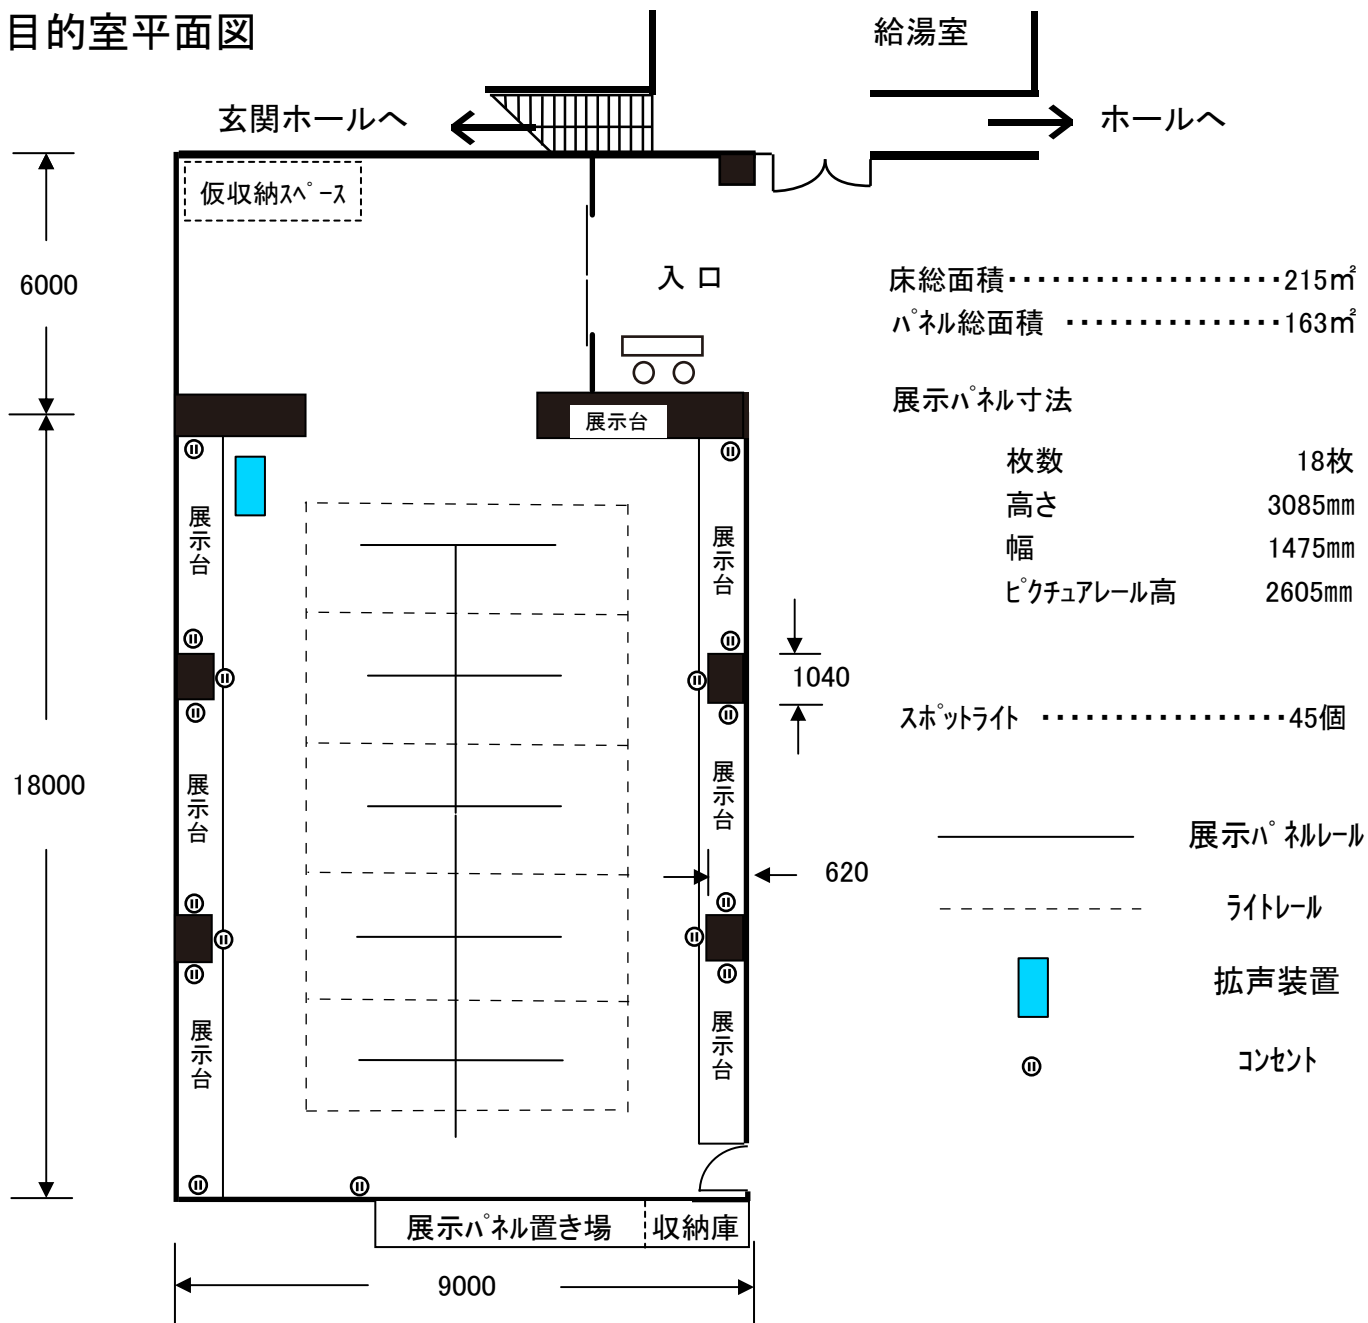 目的室平面図
給湯室
玄関ホールへ
ホールへ
仮収納スペース
6000
入口
床総面積・・・・・・・・・・・・・・・215㎡
パネル総面積 ・・・・・・・・・・・・163㎡
展示パネル寸法
展示台
枚数 18枚
高さ 3085mm
幅 1475mm
ピクチュアレール高 2605mm
展示台
展示台
1040
スポットライト ・・・・・・・・・・・・・・45個
18000
展示台
展示台
620
展示パネルレール
ライトレール
拡声装置
コンセント
展示台
展示台
展示パネル置き場
収納庫
9000